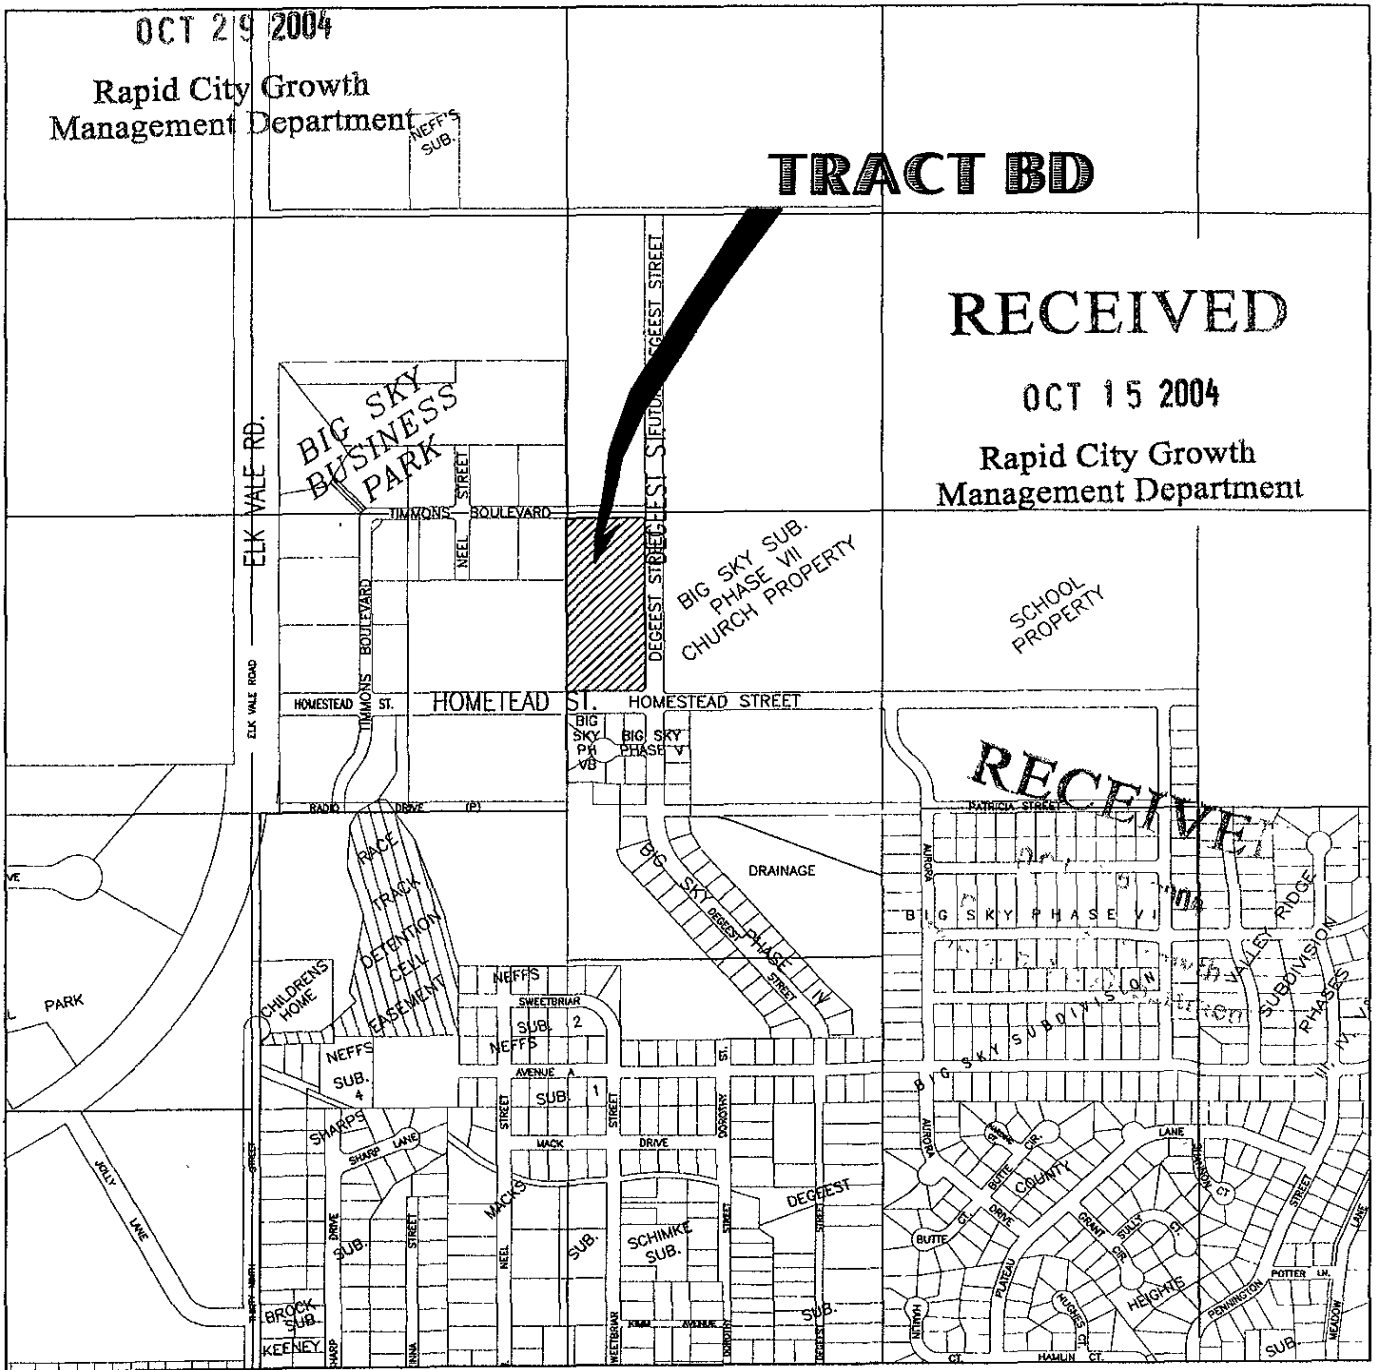 OCT 29 2004
Rapid City Growth
Management Department
NEFF'S
SUB.
TRACT BD
RECEIVED
OCT 15 2004
Rapid City Growth
Management Department
ELK VALE RD.
BIG SKY
BUSINESS
PARK
STREET
NEEL
TIMMONS BOULEVARD
DEGEEST STREET
DEGEEST ST.
DEGEEST STREET
BIG SKY SUB.
PHASE VII
CHURCH PROPERTY
SCHOOL
PROPERTY
TIMMONS BOULEVARD
ELK VALE ROAD
HOMESTEAD ST.
HOMETEAD ST.
HOMESTEAD STREET
BIG
SKY
PH
VB
BIG SKY
PHASE V
RADIO DRIVE (P)
RECEIVE
PATRICIA STREET
RACE
TRACK
DETENTION
CELL
EASEMENT
BIG SKY PHASE IV
DEGEEST STREET
DRAINAGE
AURORA
BIG SKY PHASE VI
BIG SKY SUBDIVISION
VALLEY RIDGE
SUBDIVISION
PHASES
VE
PARK
CHILDRENS
HOME
NEFFS
SWEETBRIAR
SUB. 2
NEFFS
SUB.
4
NEFFS
AVENUE A
SUB. 1
STREET
STREET
ST.
DOROTHY
SHARPS
SHARP LANE
MACK DRIVE
JOLLY
LANE
STREET
DRIVE
SUB.
STREET
MACKS
NEEL
SUB.
SCHIMKE
SUB.
STREET
DEGEEST
STREET
SUB.
AURORA
BUTTE CIR.
COUNTY
LANE
CT
BUTTE CT.
DRIVE
PLATEAU
GRANT
CIR.
SULLY
CT.
HEIGHTS
STREET
LANE
PENNINGTON
POTTER LN.
MEADOW
HAMLIN
CT.
HUGHES CT.
HAMLIN CT.
SUB.
BROCK
SUB
KEENEY
SHARP
AVENUE
DOROTHY
DEGEEST